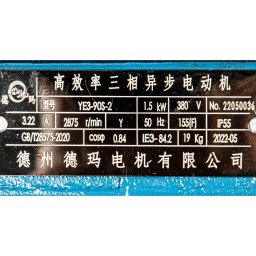 高效率三相异步电动机
型号 YE3-90S-2 1.5 kW 380 V No. 22050036
3.22 A 2875 r/min Y 50 Hz 155(F) IP55
GB/T28575-2020 cosφ 0.84 IE3-84.2 19 Kg 2022-05
德州德玛电机有限公司